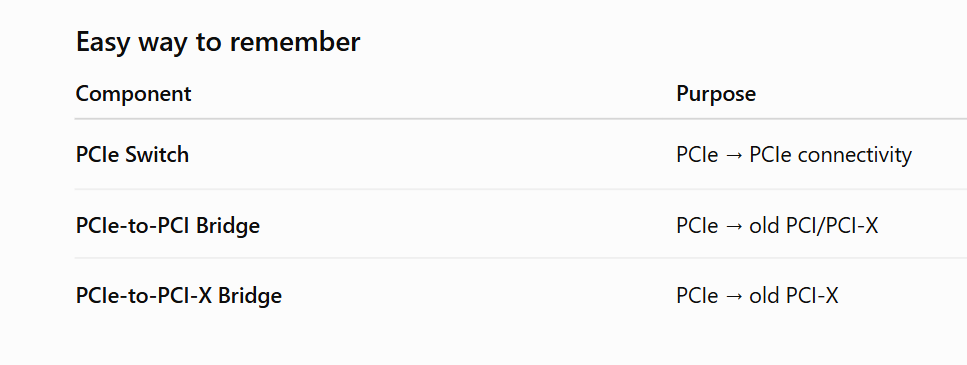 Easy way to remember
Component Purpose
PCIe Switch PCIe → PCIe connectivity
PCIe-to-PCI Bridge PCIe → old PCI/PCI-X
PCIe-to-PCI-X Bridge PCIe → old PCI-X